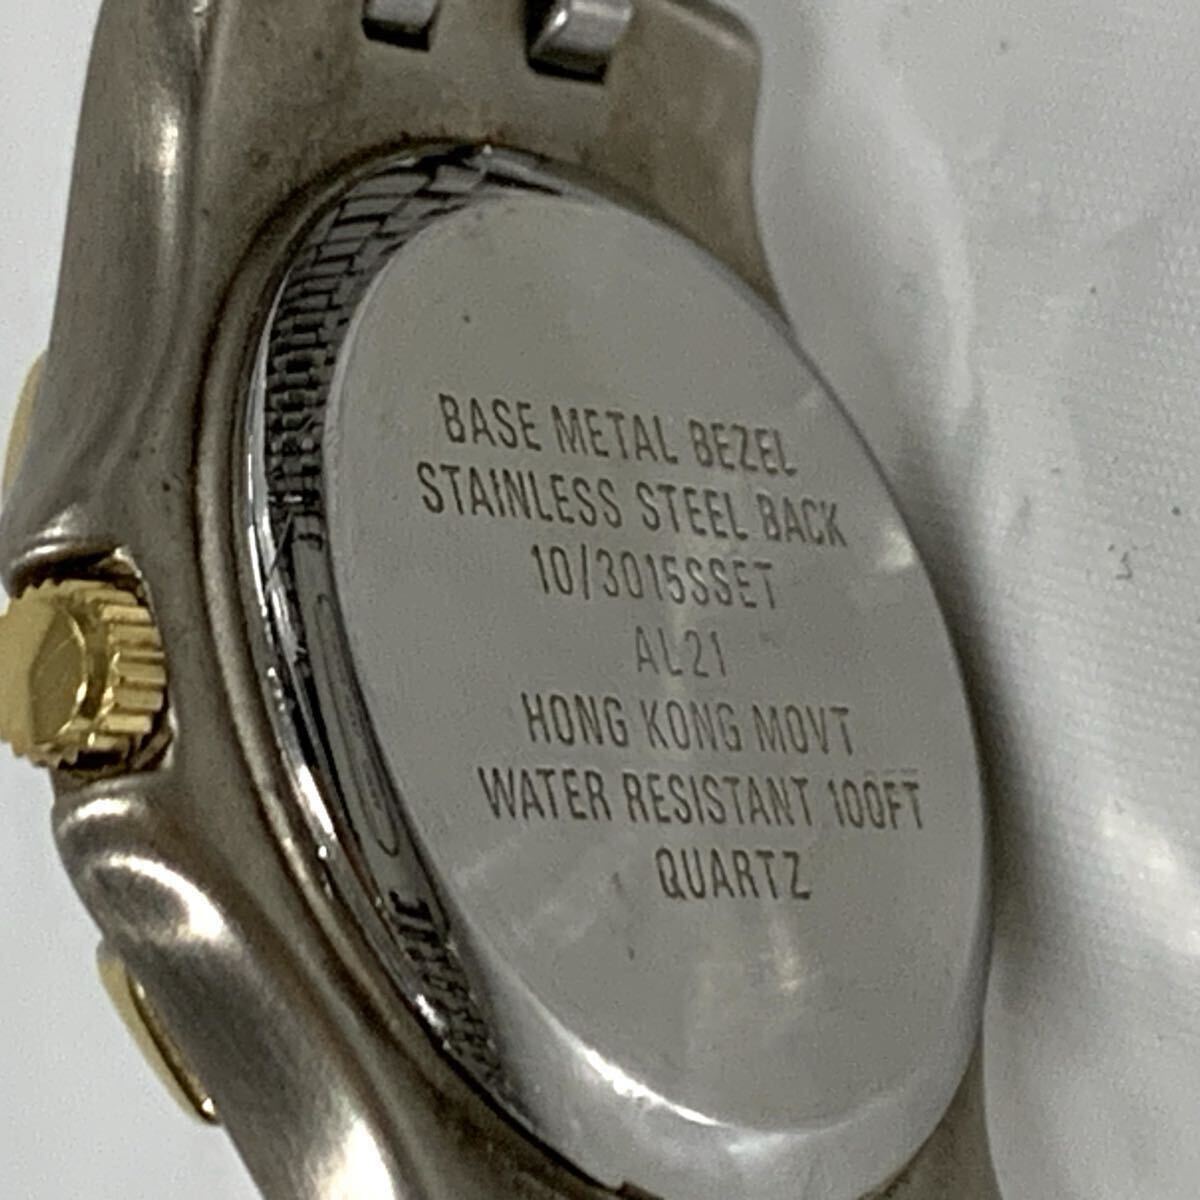 BASE METAL BEZEL
STAINLESS STEEL BACK
10/3015SSET
AL21
HONG KONG MOVT
WATER RESISTANT 100FT
QUARTZ